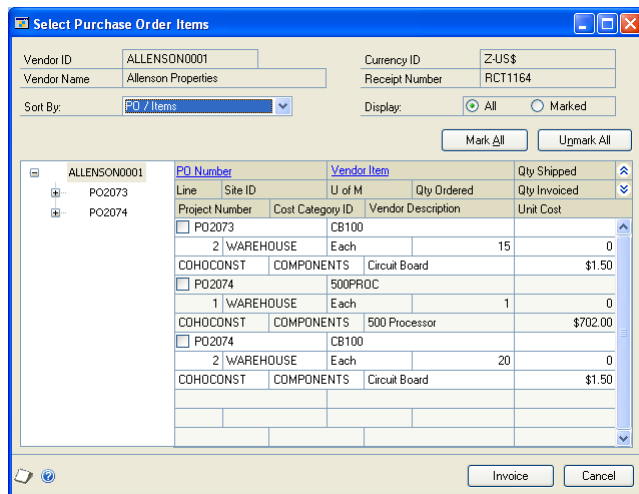 Select Purchase Order Items
Vendor ID ALLENSON0001 Currency ID Z-US$
Vendor Name Allenson Properties Receipt Number RCT1164
Sort By: PO / Items Display: All Marked
Mark All Unmark All
ALLENSON0001 PO Number Vendor Item Qty Shipped
PO2073 Line Site ID U of M Qty Ordered Qty Invoiced
PO2074 Project Number Cost Category ID Vendor Description Unit Cost
PO2073 CB100
2 WAREHOUSE Each 15 0
COHOCONST COMPONENTS Circuit Board $1.50
PO2074 500PROC
1 WAREHOUSE Each 1 0
COHOCONST COMPONENTS 500 Processor $702.00
PO2074 CB100
2 WAREHOUSE Each 20 0
COHOCONST COMPONENTS Circuit Board $1.50
Invoice Cancel